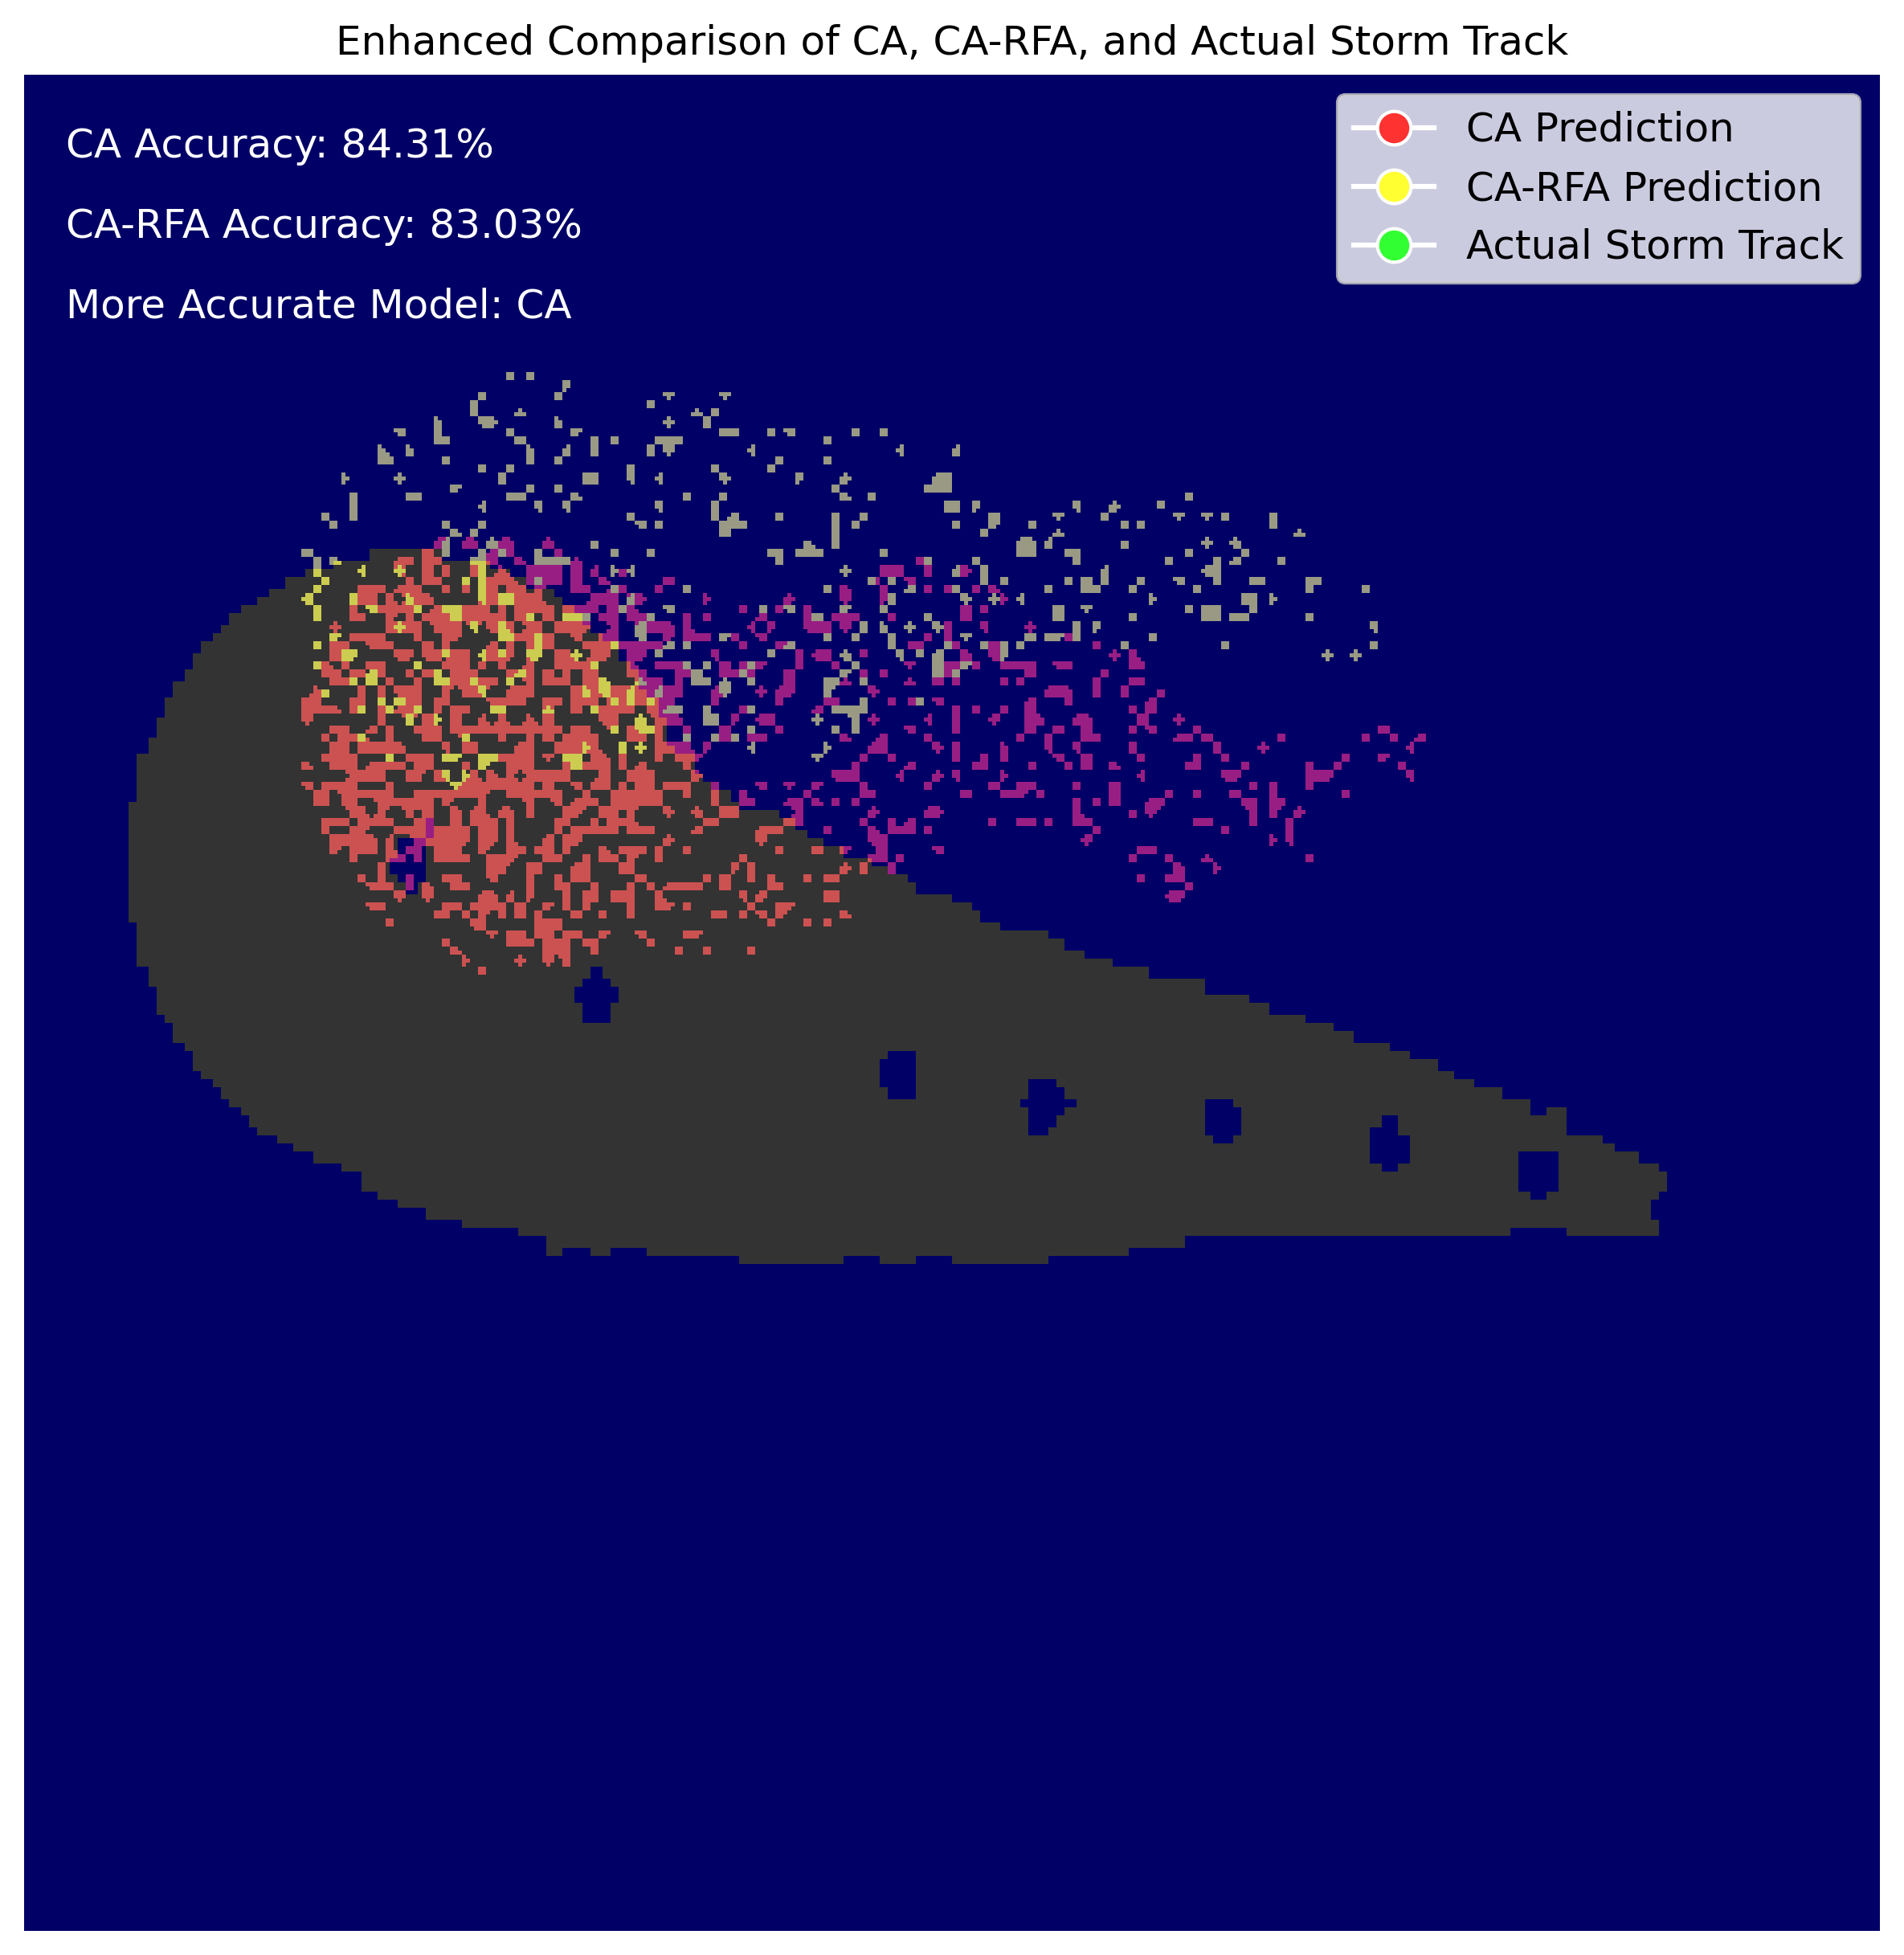 Enhanced Comparison of CA, CA-RFA, and Actual Storm Track
CA Accuracy: 84.31%
CA-RFA Accuracy: 83.03%
More Accurate Model: CA
CA Prediction
CA-RFA Prediction
Actual Storm Track